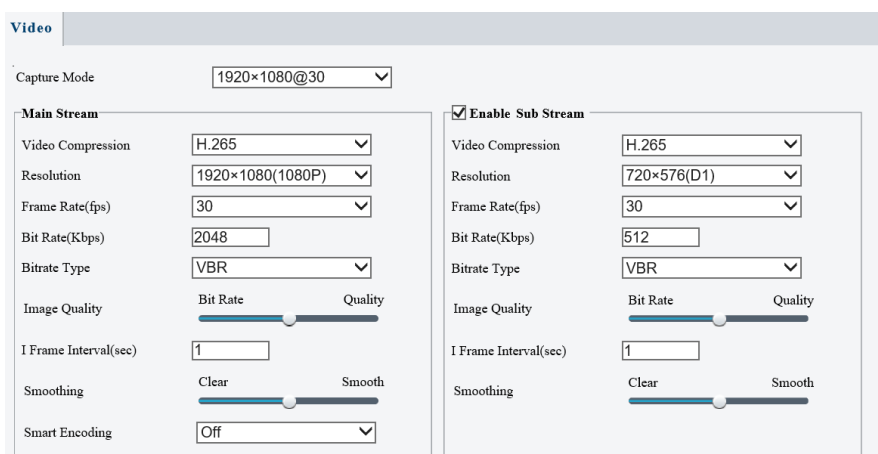 Video
Capture Mode 1920×1080@30
Main Stream
Video Compression H.265
Resolution 1920×1080(1080P)
Frame Rate(fps) 30
Bit Rate(Kbps) 2048
Bitrate Type VBR
Bit Rate Quality
Image Quality
I Frame Interval(sec) 1
Clear Smooth
Smoothing
Smart Encoding Off
Enable Sub Stream
Video Compression H.265
Resolution 720×576(D1)
Frame Rate(fps) 30
Bit Rate(Kbps) 512
Bitrate Type VBR
Bit Rate Quality
Image Quality
I Frame Interval(sec) 1
Clear Smooth
Smoothing